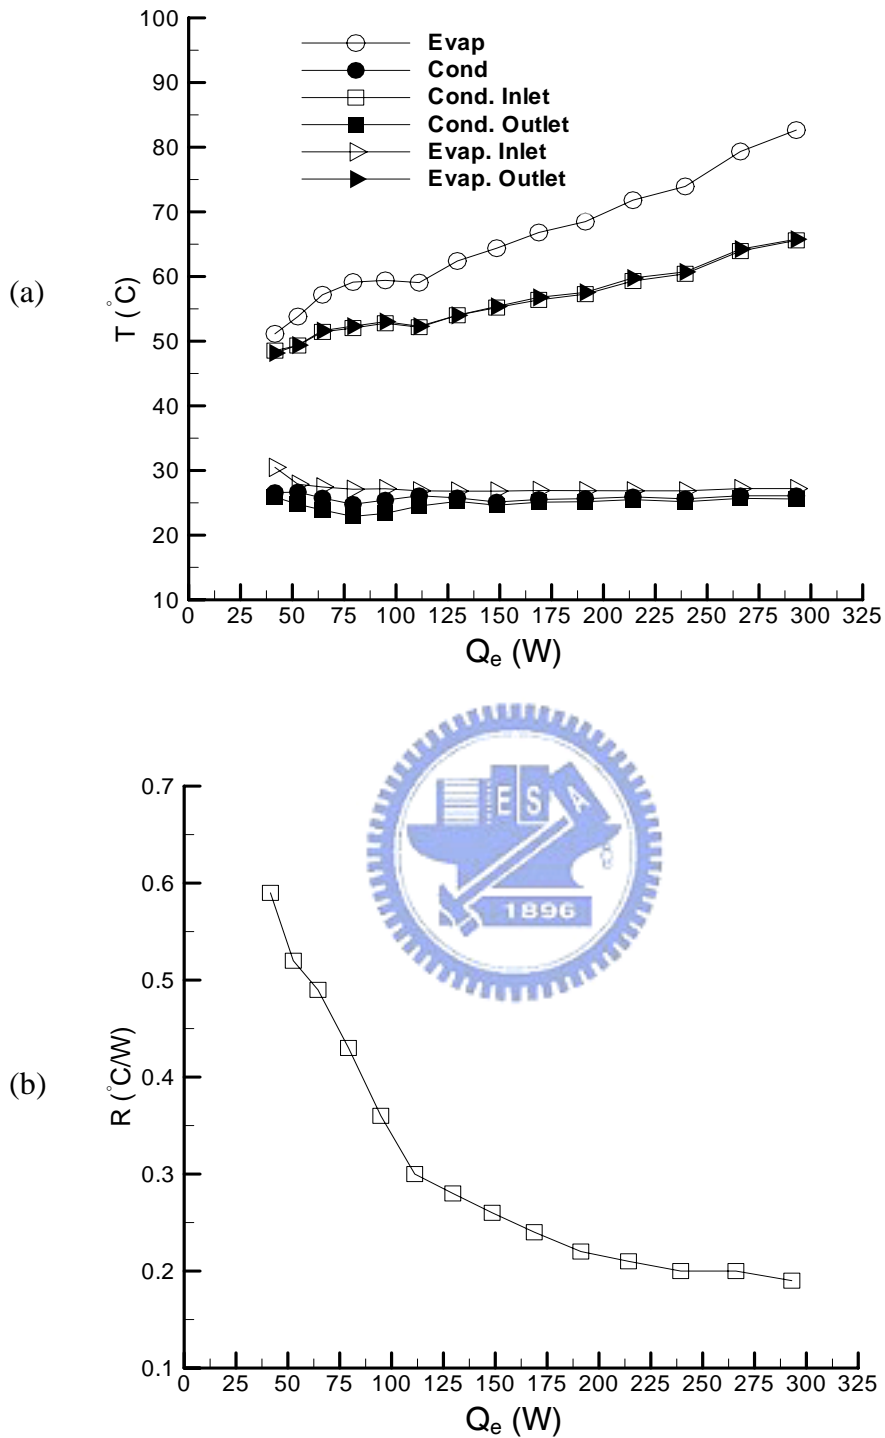 100
90
80
70
60
50
40
30
20
10
T (°C)
(a)
Evap
Cond
Cond. Inlet
Cond. Outlet
Evap. Inlet
Evap. Outlet
0 25 50 75 100 125 150 175 200 225 250 275 300 325
Qe (W)
E S A
1896
0.7
0.6
0.5
0.4
0.3
0.2
0.1
R (°C/W)
(b)
0 25 50 75 100 125 150 175 200 225 250 275 300 325
Qe (W)